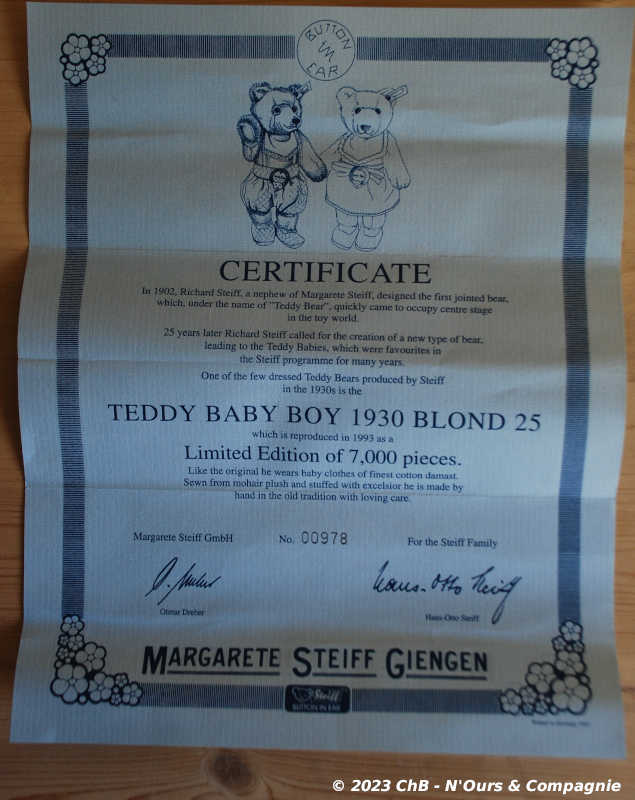 BUTTON
IN
EAR
CERTIFICATE
In 1902, Richard Steiff, a nephew of Margarete Steiff, designed the first jointed bear,
which, under the name of "Teddy Bear", quickly came to occupy centre stage
in the toy world.
25 years later Richard Steiff called for the creation of a new type of bear,
leading to the Teddy Babies, which were favourites in
the Steiff programme for many years.
One of the few dressed Teddy Bears produced by Steiff
in the 1930s is the
TEDDY BABY BOY 1930 BLOND 25
which is reproduced in 1993 as a
Limited Edition of 7,000 pieces.
Like the original he wears baby clothes of finest cotton damast.
Sewn from mohair plush and stuffed with excelsior he is made by
hand in the old tradition with loving care.
Margarete Steiff GmbH No. 00978 For the Steiff Family
Otmar Dreher Hans-Otto Steiff
Hans-Otto Steiff
MARGARETE STEIFF GIENGEN
Steiff
BUTTON IN EAR
© 2023 ChB - N'Ours & Compagnie